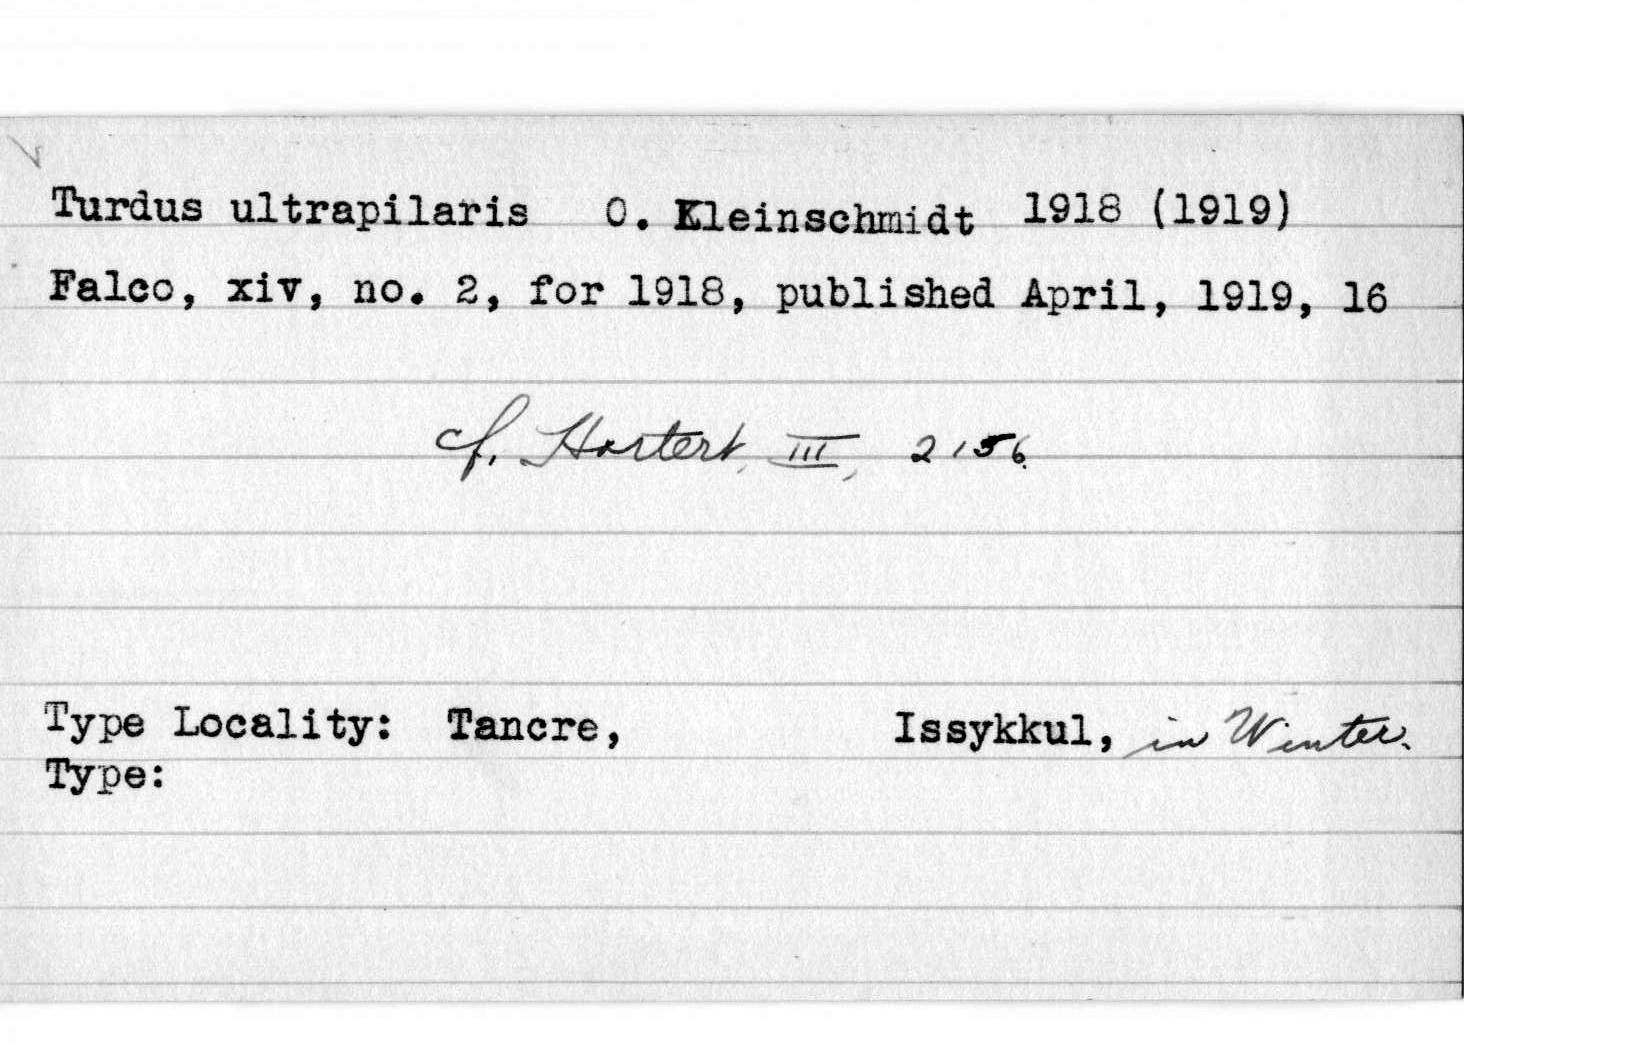 Turdus ultrapilaris O. Kleinschmidt 1918 (1919)
Falco, xiv, no. 2, for 1918, published April, 1919, 16
cf. Hartert, III, 2156.
Type Locality: Tancre, Issykkul, in Winter.
Type: